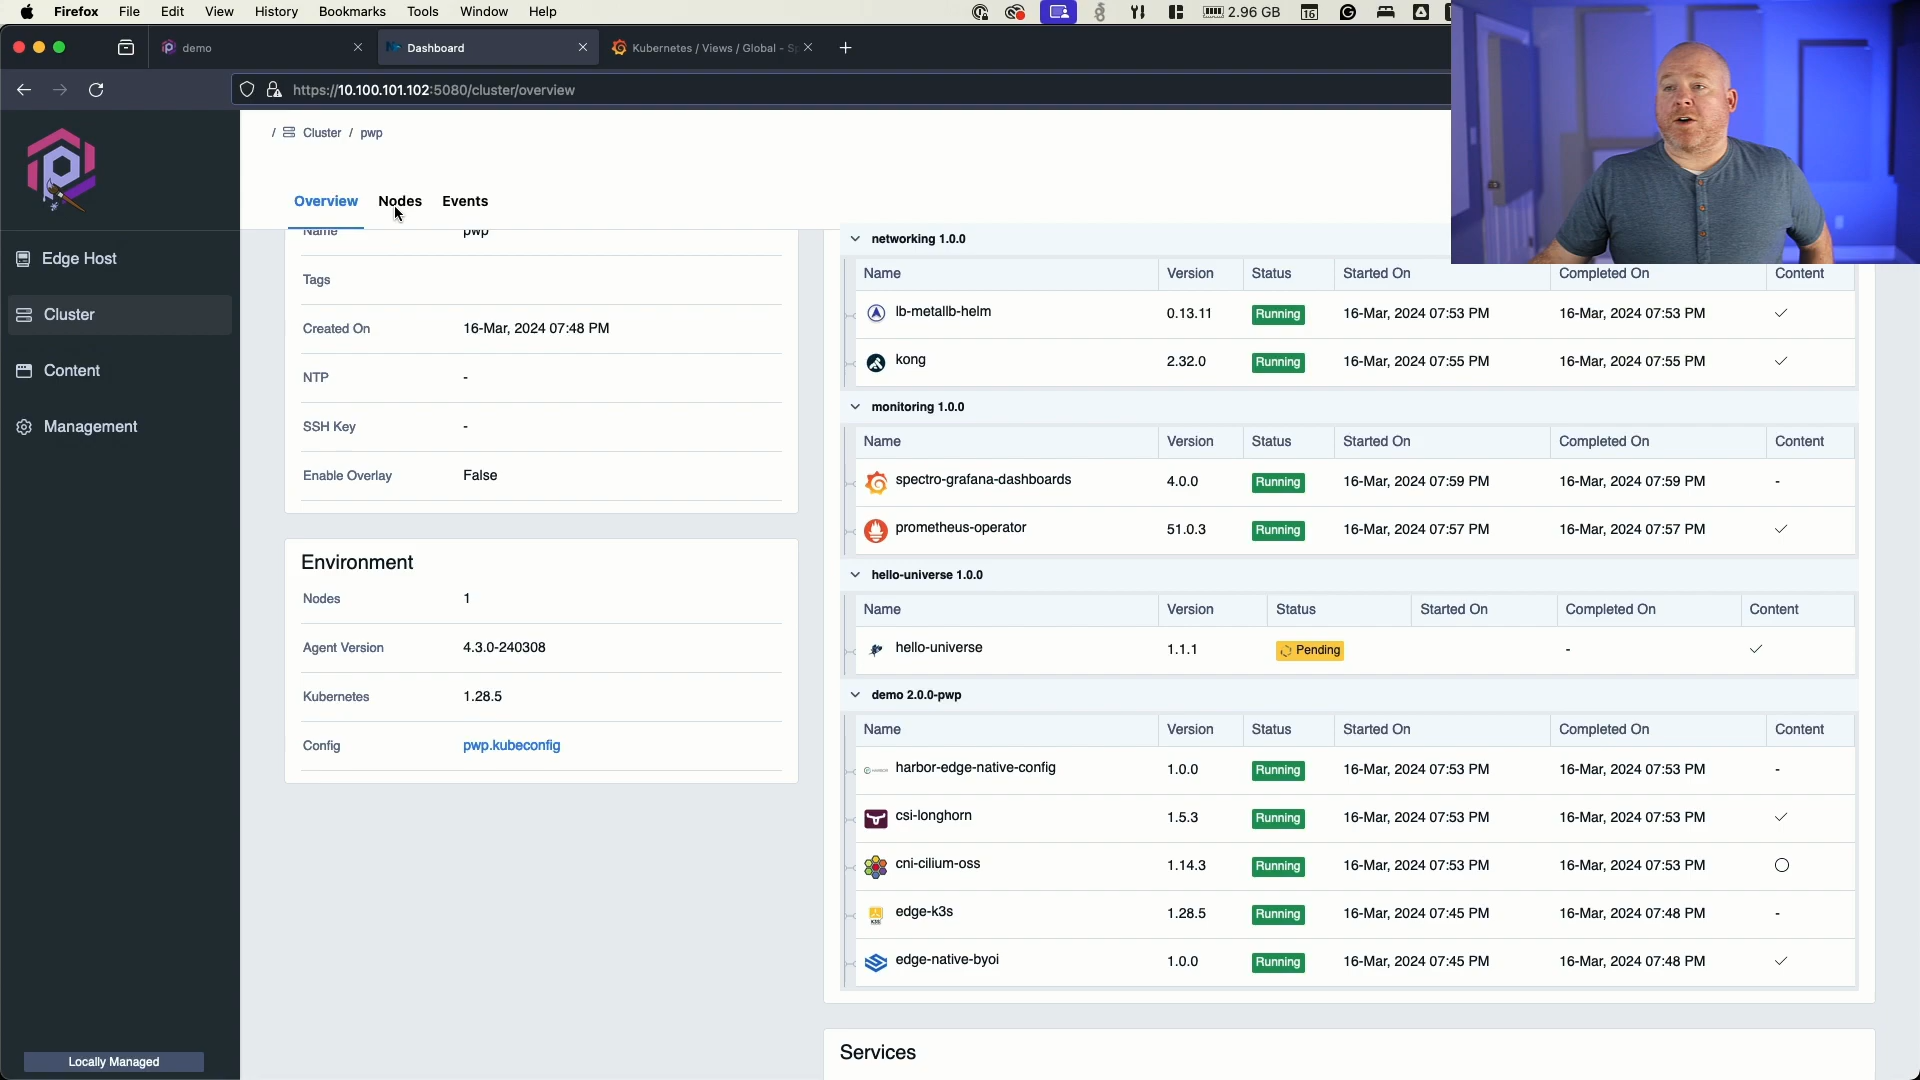 Firefox File Edit View History Bookmarks Tools Window Help 2.96 GB 16
demo Dashboard Kubernetes / Views / Global - Sp
https://10.100.101.102:5080/cluster/overview
/ Cluster / pwp
Overview Nodes Events
Edge Host
Cluster
Content
Management
Locally Managed
Name pwp
Tags
Created On 16-Mar, 2024 07:48 PM
NTP -
SSH Key -
Enable Overlay False
Environment
Nodes 1
Agent Version 4.3.0-240308
Kubernetes 1.28.5
Config pwp.kubeconfig
networking 1.0.0
Name Version Status Started On Completed On Content
lb-metallb-helm 0.13.11 Running 16-Mar, 2024 07:53 PM 16-Mar, 2024 07:53 PM
kong 2.32.0 Running 16-Mar, 2024 07:55 PM 16-Mar, 2024 07:55 PM
monitoring 1.0.0
Name Version Status Started On Completed On Content
spectro-grafana-dashboards 4.0.0 Running 16-Mar, 2024 07:59 PM 16-Mar, 2024 07:59 PM -
prometheus-operator 51.0.3 Running 16-Mar, 2024 07:57 PM 16-Mar, 2024 07:57 PM
hello-universe 1.0.0
Name Version Status Started On Completed On Content
hello-universe 1.1.1 Pending -
demo 2.0.0-pwp
Name Version Status Started On Completed On Content
harbor-edge-native-config 1.0.0 Running 16-Mar, 2024 07:53 PM 16-Mar, 2024 07:53 PM -
csi-longhorn 1.5.3 Running 16-Mar, 2024 07:53 PM 16-Mar, 2024 07:53 PM
cni-cilium-oss 1.14.3 Running 16-Mar, 2024 07:53 PM 16-Mar, 2024 07:53 PM
edge-k3s 1.28.5 Running 16-Mar, 2024 07:45 PM 16-Mar, 2024 07:48 PM -
edge-native-byoi 1.0.0 Running 16-Mar, 2024 07:45 PM 16-Mar, 2024 07:48 PM
Services